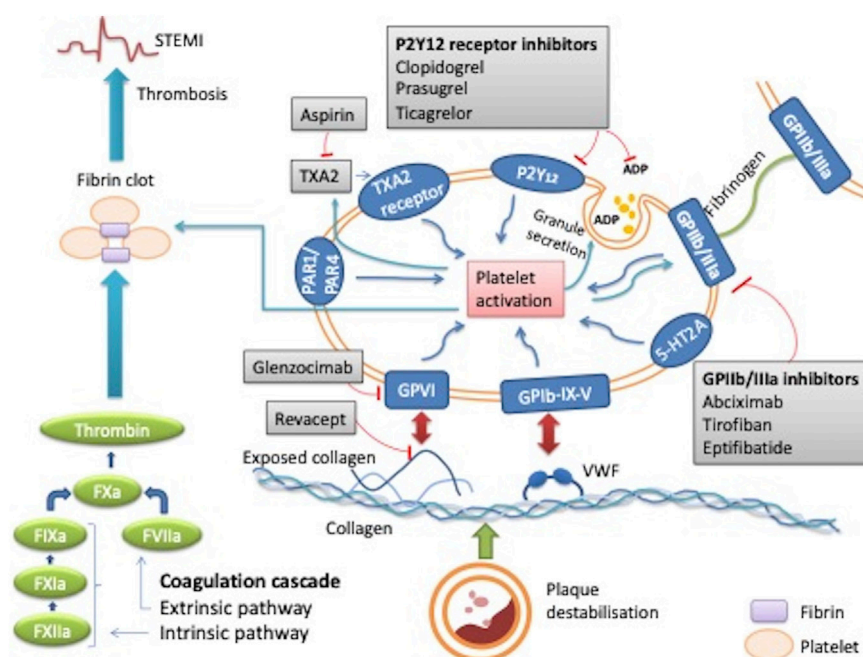 STEMI
Thrombosis
Fibrin clot
P2Y12 receptor inhibitors
Clopidogrel
Prasugrel
Ticagrelor
Aspirin
TXA2
TXA2
receptor
P2Y12
ADP
ADP
Granule
secretion
Fibrinogen
GPIIb/IIIa
GPIIb/IIIa
PAR1/
PAR4
Platelet
activation
5-HT2A
Glenzocimab
GPVI
GPIb-IX-V
GPIIb/IIIa inhibitors
Abciximab
Tirofiban
Eptifibatide
Revacept
Exposed collagen
VWF
Collagen
Thrombin
FXa
FIXa
FVIIa
FXIa
FXIIa
Coagulation cascade
Extrinsic pathway
Intrinsic pathway
Plaque
destabilisation
Fibrin
Platelet